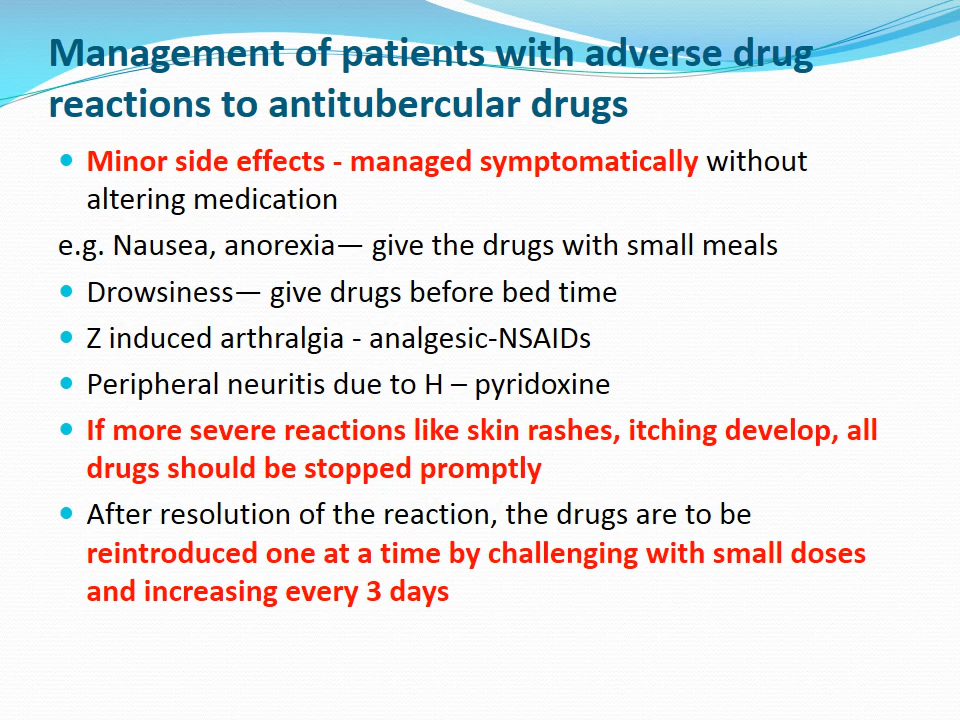 Management of patients with adverse drug
reactions to antitubercular drugs
• Minor side effects - managed symptomatically without
altering medication
e.g. Nausea, anorexia— give the drugs with small meals
• Drowsiness— give drugs before bed time
• Z induced arthralgia - analgesic-NSAIDs
• Peripheral neuritis due to H – pyridoxine
• If more severe reactions like skin rashes, itching develop, all
drugs should be stopped promptly
• After resolution of the reaction, the drugs are to be
reintroduced one at a time by challenging with small doses
and increasing every 3 days